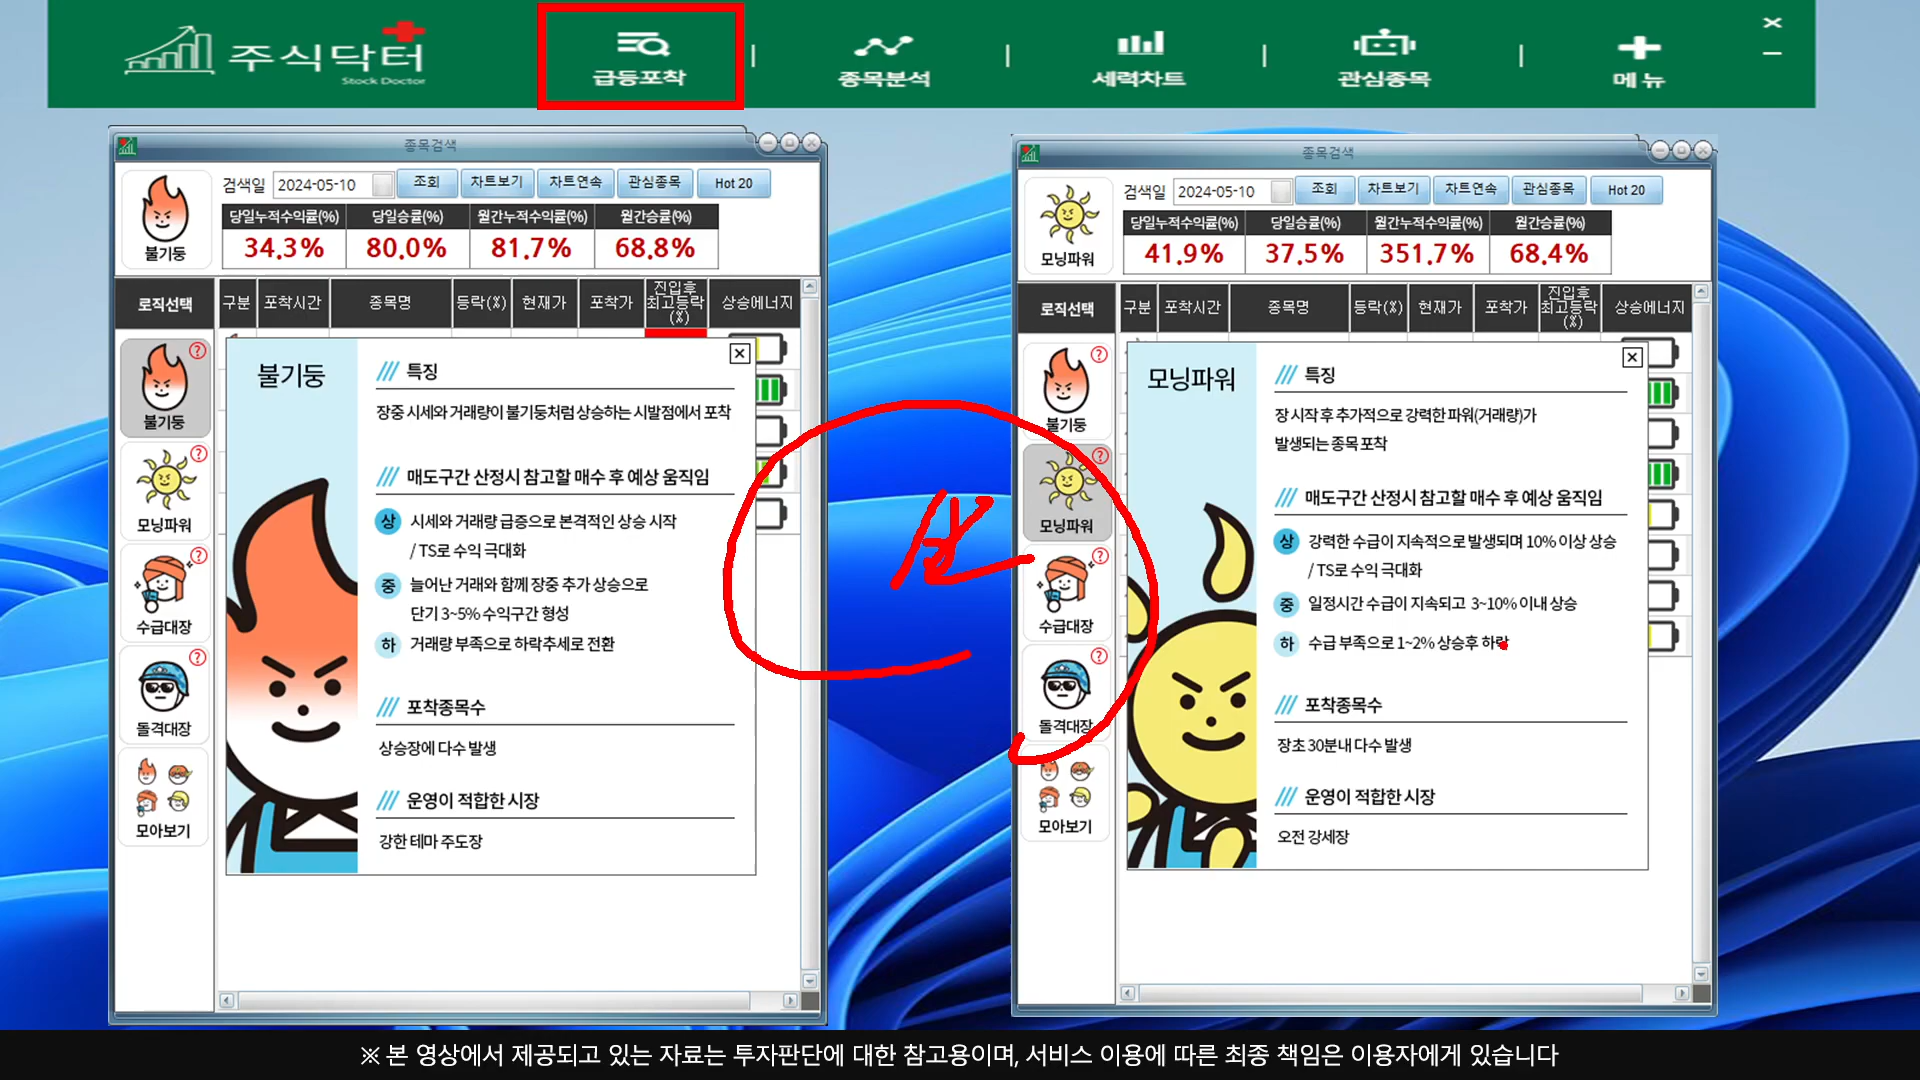 주식닥터
Stock Doctor
급등포착
종목분석
세력차트
관심종목
메뉴
종목검색
불기둥
검색일 2024-05-10 조회 차트보기 차트연속 관심종목 Hot 20
당일누적수익률(%) 당일승률(%) 월간누적수익률(%) 월간승률(%)
34.3% 80.0% 81.7% 68.8%
로직선택
구분 포착시간 종목명 등락(%) 현재가 포착가 진입후 최고등락 (%) 상승에너지
불기둥
모닝파워
수급대장
돌격대장
모아보기
불기둥
/// 특징
장중 시세와 거래량이 불기둥처럼 상승하는 시발점에서 포착
/// 매도구간 산정시 참고할 매수 후 예상 움직임
상 시세와 거래량 급증으로 본격적인 상승 시작
/ TS로 수익 극대화
중 늘어난 거래와 함께 장중 추가 상승으로
단기 3~5% 수익구간 형성
하 거래량 부족으로 하락추세로 전환
/// 포착종목수
상승장에 다수 발생
/// 운영이 적합한 시장
강한 테마 주도장
종목검색
모닝파워
검색일 2024-05-10 조회 차트보기 차트연속 관심종목 Hot 20
당일누적수익률(%) 당일승률(%) 월간누적수익률(%) 월간승률(%)
41.9% 37.5% 351.7% 68.4%
로직선택
구분 포착시간 종목명 등락(%) 현재가 포착가 진입후 최고등락 (%) 상승에너지
불기둥
모닝파워
수급대장
돌격대장
모아보기
모닝파워
/// 특징
장 시작 후 추가적으로 강력한 파워(거래량)가
발생되는 종목 포착
/// 매도구간 산정시 참고할 매수 후 예상 움직임
상 강력한 수급이 지속적으로 발생되며 10% 이상 상승
/ TS로 수익 극대화
중 일정시간 수급이 지속되고 3~10% 이내 상승
하 수급 부족으로 1~2% 상승후 하락
/// 포착종목수
장초 30분내 다수 발생
/// 운영이 적합한 시장
오전 강세장
※ 본 영상에서 제공되고 있는 자료는 투자판단에 대한 참고용이며, 서비스 이용에 따른 최종 책임은 이용자에게 있습니다